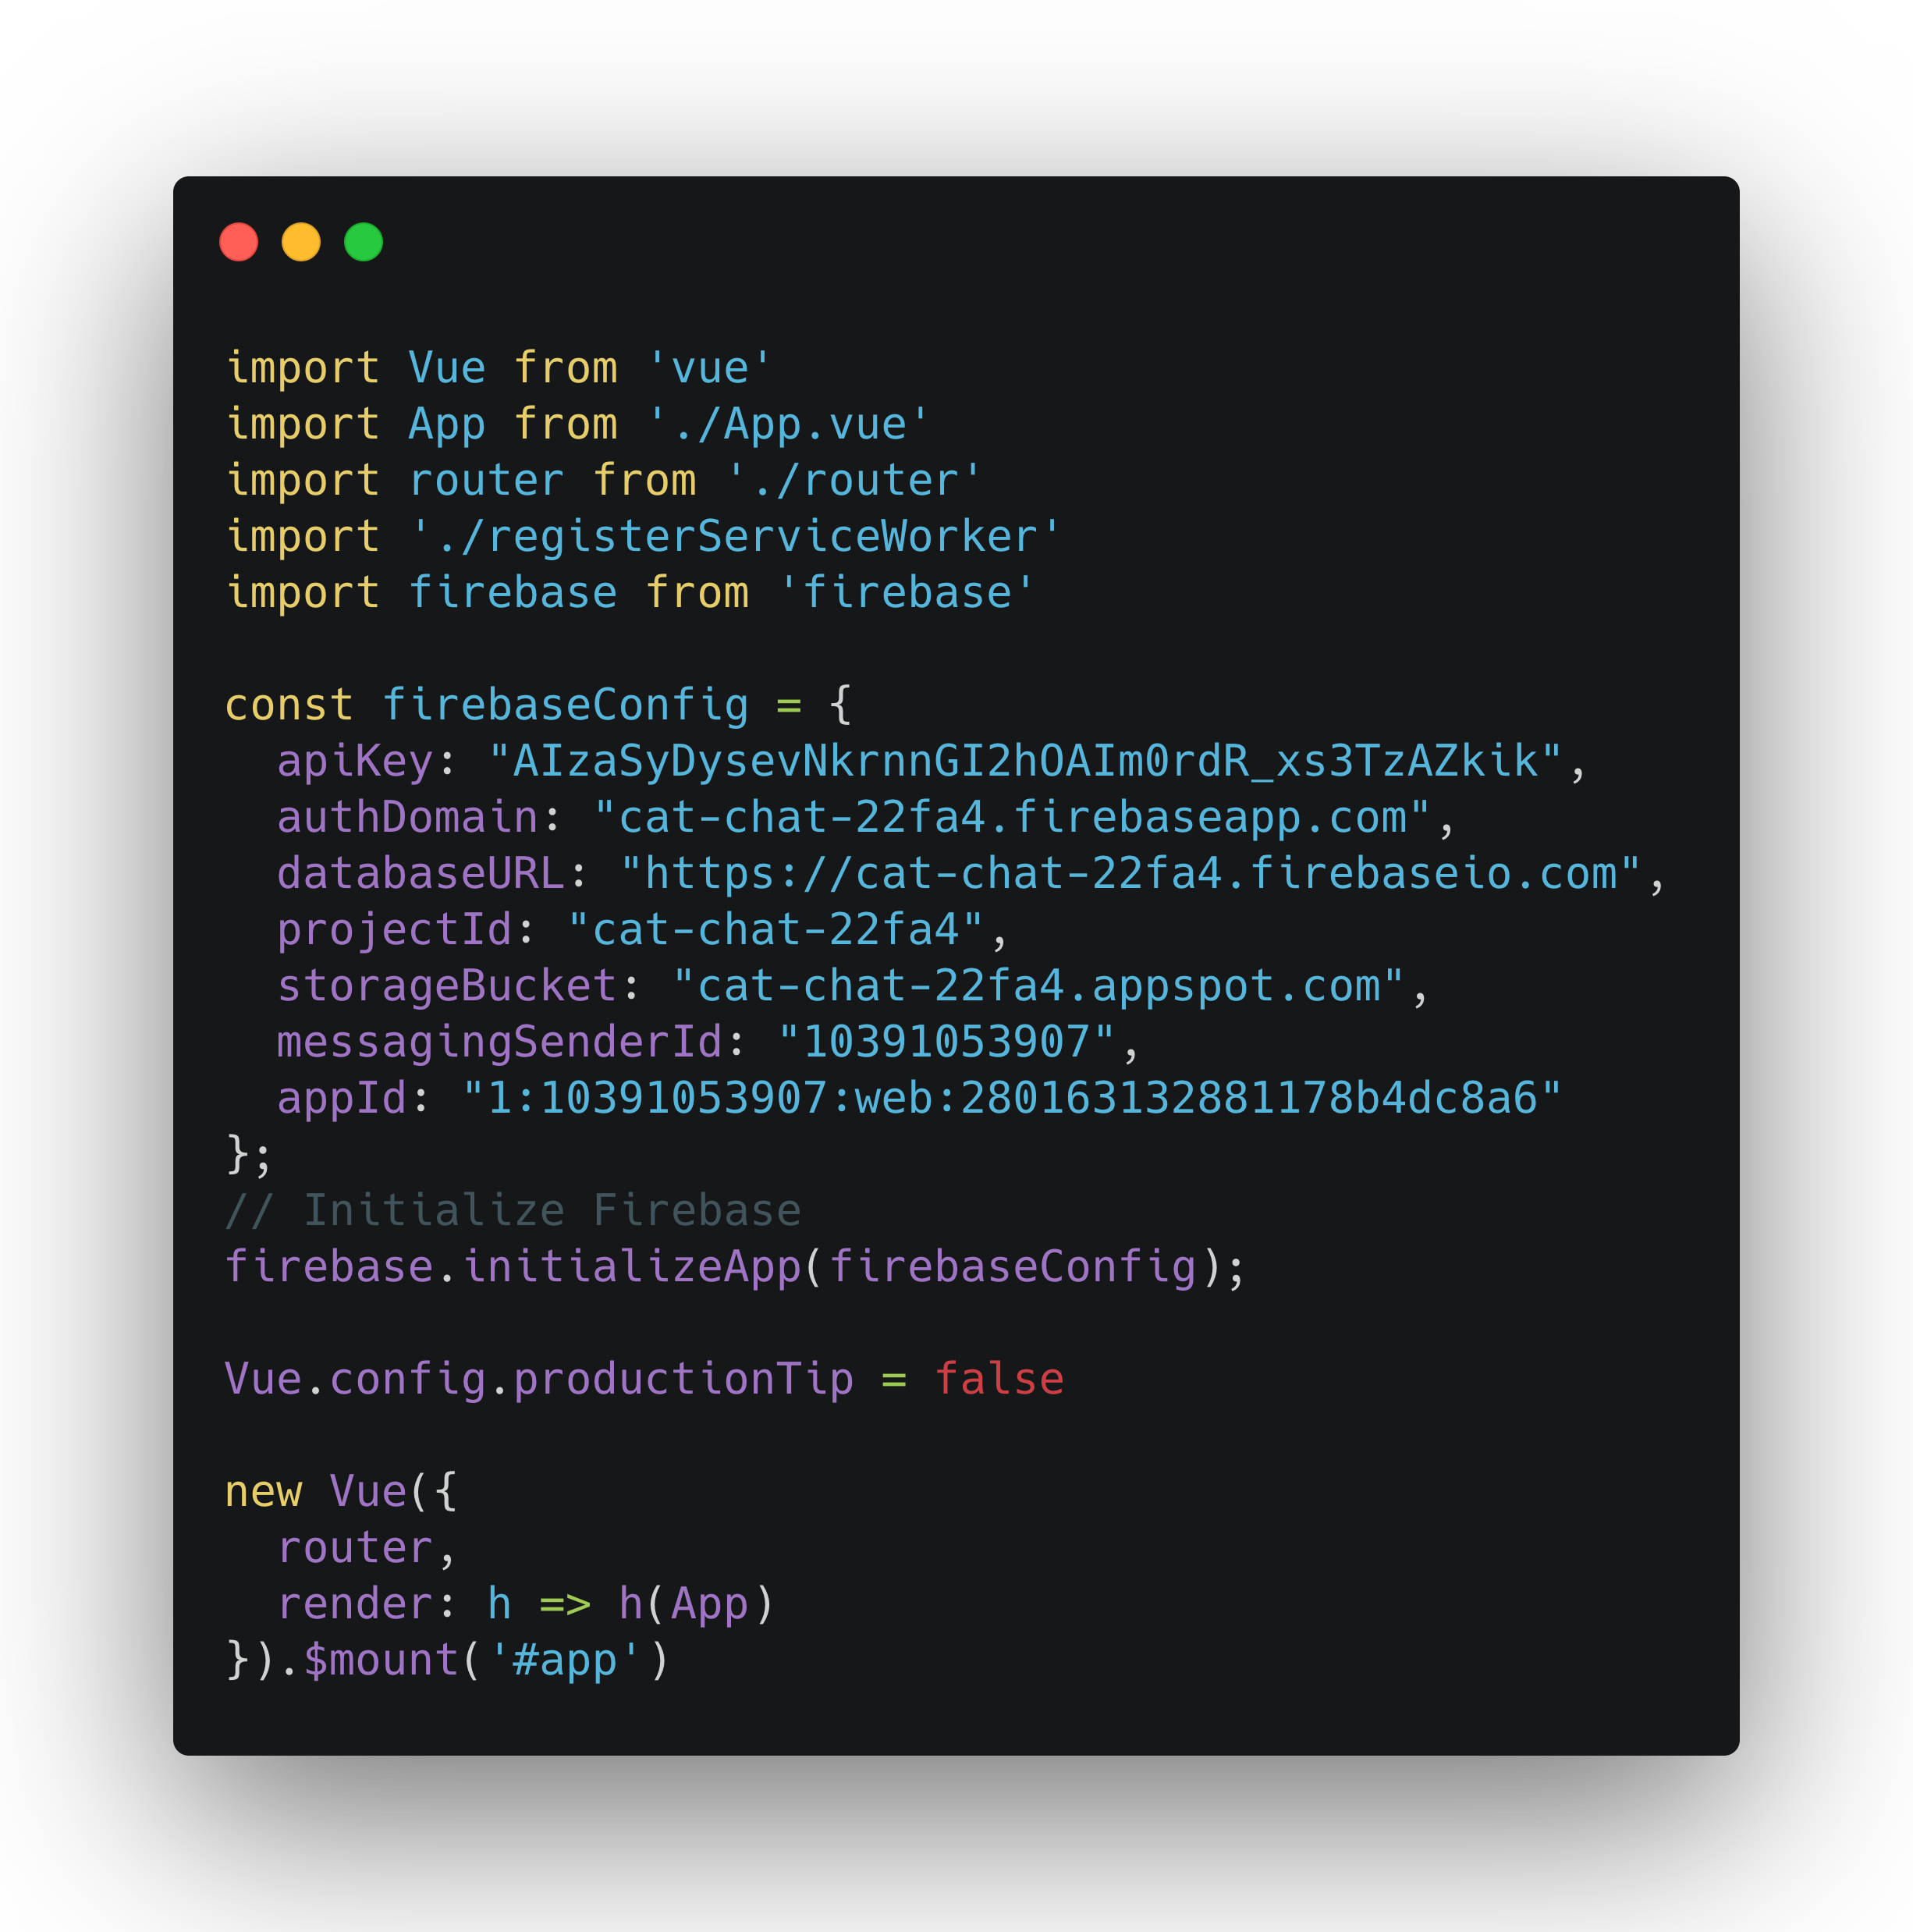 import Vue from 'vue'
import App from './App.vue'
import router from './router'
import './registerServiceWorker'
import firebase from 'firebase'

const firebaseConfig = {
  apiKey: "AIzaSyDysevNkrnnGI2hOAIm0rdR_xs3TzAZkik",
  authDomain: "cat-chat-22fa4.firebaseapp.com",
  databaseURL: "https://cat-chat-22fa4.firebaseio.com",
  projectId: "cat-chat-22fa4",
  storageBucket: "cat-chat-22fa4.appspot.com",
  messagingSenderId: "10391053907",
  appId: "1:10391053907:web:280163132881178b4dc8a6"
};
// Initialize Firebase
firebase.initializeApp(firebaseConfig);

Vue.config.productionTip = false

new Vue({
  router,
  render: h => h(App)
}).$mount('#app')